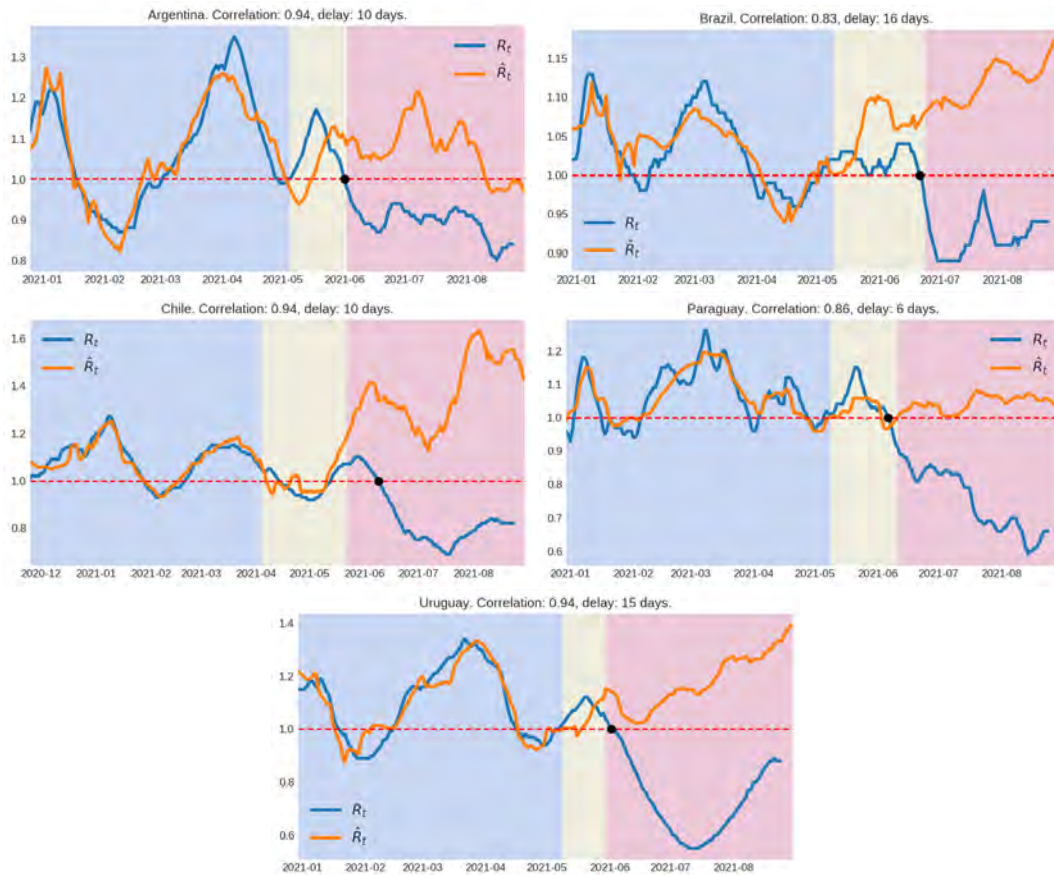 Argentina. Correlation: 0.94, delay: 10 days.
R_t
R̂_t
1.3
1.2
1.1
1.0
0.9
0.8
2021-01 2021-02 2021-03 2021-04 2021-05 2021-06 2021-07 2021-08
Brazil. Correlation: 0.83, delay: 16 days.
1.15
1.10
1.05
1.00
0.95
0.90
R_t
R̂_t
2021-01 2021-02 2021-03 2021-04 2021-05 2021-06 2021-07 2021-08
Chile. Correlation: 0.94, delay: 10 days.
R_t
R̂_t
1.6
1.4
1.2
1.0
0.8
2020-12 2021-01 2021-02 2021-03 2021-04 2021-05 2021-06 2021-07 2021-08
Paraguay. Correlation: 0.86, delay: 6 days.
R_t
R̂_t
1.2
1.1
1.0
0.9
0.8
0.7
0.6
2021-01 2021-02 2021-03 2021-04 2021-05 2021-06 2021-07 2021-08
Uruguay. Correlation: 0.94, delay: 15 days.
1.4
1.2
1.0
0.8
0.6
R_t
R̂_t
2021-01 2021-02 2021-03 2021-04 2021-05 2021-06 2021-07 2021-08